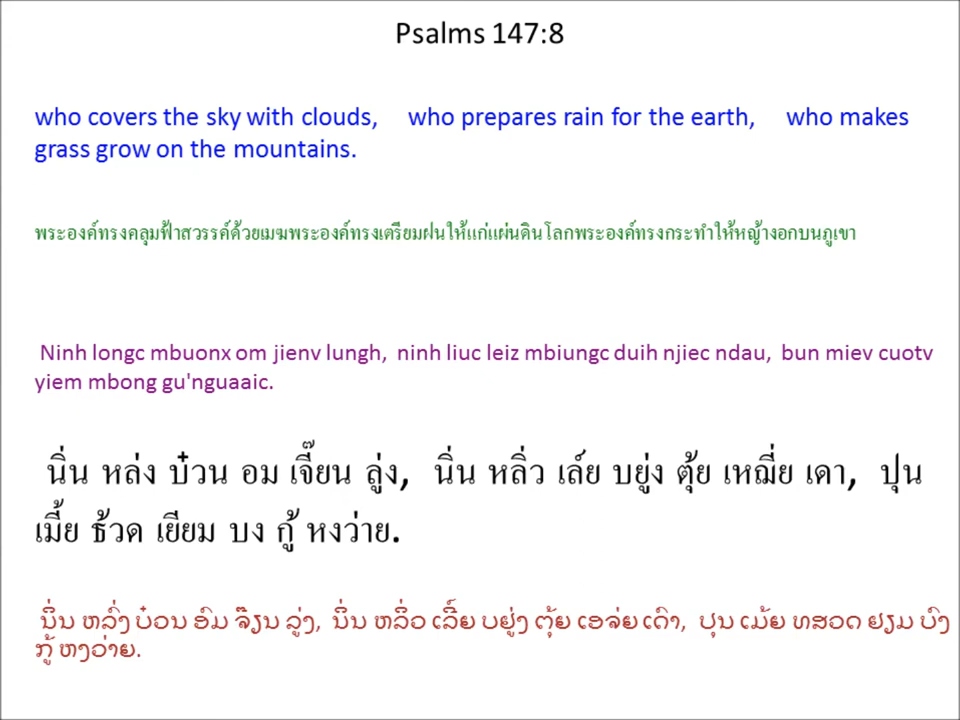 Psalms 147:8
who covers the sky with clouds, who prepares rain for the earth, who makes
grass grow on the mountains.
พระองค์ทรงคลุมฟ้าสวรรค์ด้วยเมฆพระองค์ทรงเตรียมฝนให้แก่แผ่นดินโลกพระองค์ทรงกระทำให้หญ้างอกบนภูเขา
Ninh longc mbuonx om jienv lungh, ninh liuc leiz mbiungc duih njiec ndau, bun miev cuotv
yiem mbong gu'nguaaic.
นิ่น หล่ง บ๋วน อม เจี๊ยน ลู่ง, นิ่น หลิ่ว เล์ย บยู่ง ตุ้ย เหฌี่ย เดา, ปุน
เมี้ย ธ้วด เยียม บง กู้ หงว่าย.
ນິ່ນ ຫລົ່ງ ບ໋ວນ ອົມ ຈ໊ຽນ ລູ່ງ, ນິ່ນ ຫລິ່ວ ເລີ໌ຍ ບຢູ່ງ ຕຸ້ຍ ເອຈ່ຍ ເດົາ, ປຸນ ເມ້ຍ ທສວດ ຢຽມ ບົງ
ກູ້ ຫງວ່າຍ.